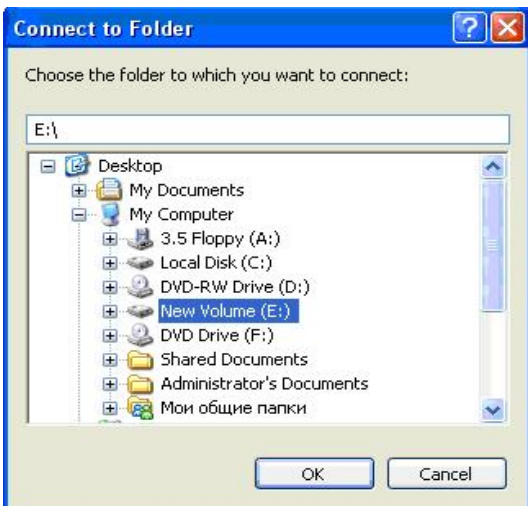 Connect to Folder
Choose the folder to which you want to connect:
E:\
Desktop
My Documents
My Computer
3.5 Floppy (A:)
Local Disk (C:)
DVD-RW Drive (D:)
New Volume (E:)
DVD Drive (F:)
Shared Documents
Administrator's Documents
Мои общие папки
OK Cancel